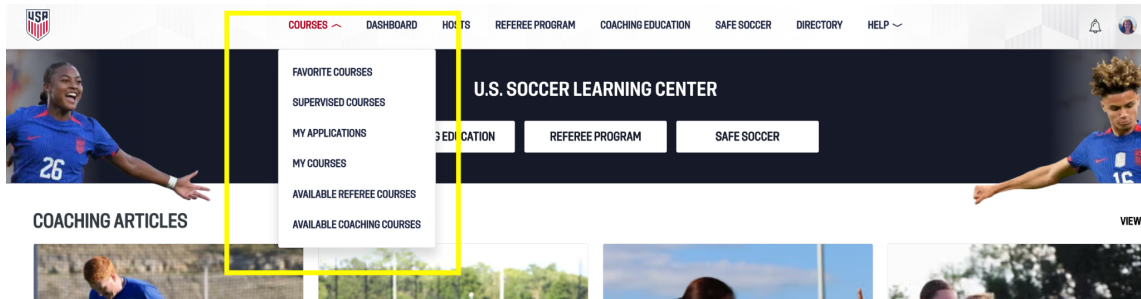 USA
COURSES DASHBOARD HOSTS REFEREE PROGRAM COACHING EDUCATION SAFE SOCCER DIRECTORY HELP
FAVORITE COURSES
SUPERVISED COURSES
MY APPLICATIONS
MY COURSES
AVAILABLE REFEREE COURSES
AVAILABLE COACHING COURSES
U.S. SOCCER LEARNING CENTER
G EDUCATION REFEREE PROGRAM SAFE SOCCER
26
16
COACHING ARTICLES
VIEW